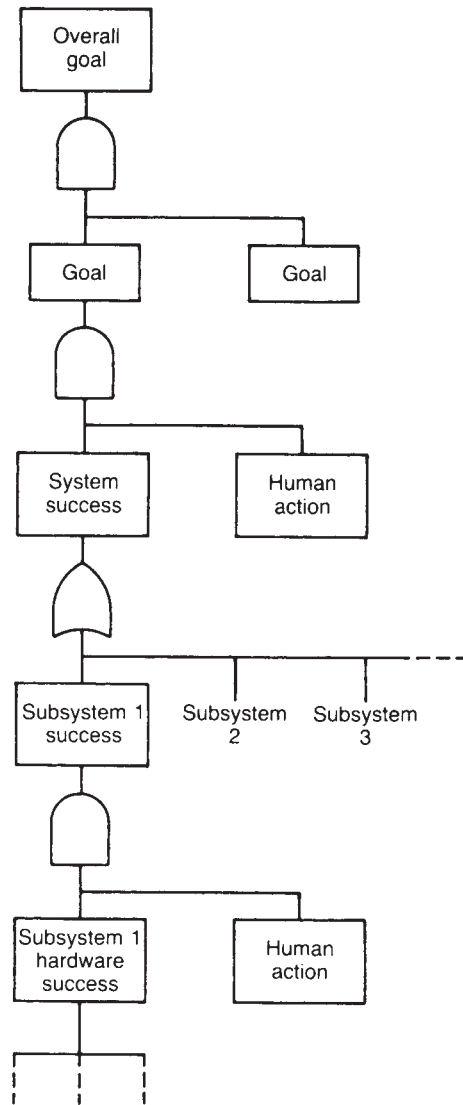 Overall
goal
Goal
Goal
System
success
Human
action
Subsystem 1
success
Subsystem
2
Subsystem
3
Subsystem 1
hardware
success
Human
action